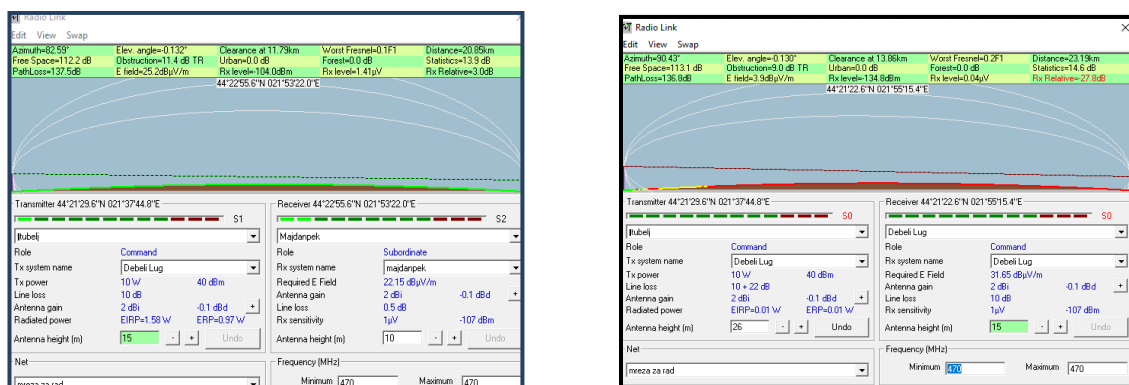 Radio Link
Edit View Swap
Azimuth=82.59° Elev. angle=-0.132° Clearance at 11.79km Worst Fresnel=0.1F1 Distance=20.85km
Free Space=112.2 dB Obstruction=11.4 dB TR Urban=0.0 dB Forest=0.0 dB Statistics=13.9 dB
PathLoss=137.5dB E field=25.2dBµV/m Rx level=-104.0dBm Rx level=1.41µV Rx Relative=3.0dB
44°22'55.6"N 021°53'22.0"E
Transmitter 44°21'29.6"N 021°37'44.8"E
S1
Itubelj
Role Command
Tx system name Debeli Lug
Tx power 10 W 40 dBm
Line loss 10 dB
Antenna gain 2 dBi -0.1 dBd +
Radiated power EIRP=1.58 W ERP=0.97 W
Antenna height (m) 15 - + Undo
Net
mreza za rad
Receiver 44°22'55.6"N 021°53'22.0"E
S2
Majdanpek
Role Subordinate
Rx system name majdanpek
Required E Field 22.15 dBµV/m
Antenna gain 2 dBi -0.1 dBd +
Line loss 0.5 dB
Rx sensitivity 1µV -107 dBm
Antenna height (m) 10 - + Undo
Frequency (MHz)
Minimum 470 Maximum 470
Radio Link
Edit View Swap
Azimuth=90.43° Elev. angle=-0.130° Clearance at 13.86km Worst Fresnel=0.2F1 Distance=23.19km
Free Space=113.1 dB Obstruction=9.0 dB TR Urban=0.0 dB Forest=0.0 dB Statistics=14.6 dB
PathLoss=136.8dB E field=3.9dBµV/m Rx level=-134.8dBm Rx level=0.04µV Rx Relative=-27.8dB
44°21'22.6"N 021°55'15.4"E
Transmitter 44°21'29.6"N 021°37'44.8"E
S0
Itubelj
Role Command
Tx system name Debeli Lug
Tx power 10 W 40 dBm
Line loss 10 + 22 dB
Antenna gain 2 dBi -0.1 dBd +
Radiated power EIRP=0.01 W ERP=0.01 W
Antenna height (m) 26 - + Undo
Net
mreza za rad
Receiver 44°21'22.6"N 021°55'15.4"E
S0
Debeli Lug
Role Command
Rx system name Debeli Lug
Required E Field 31.65 dBµV/m
Antenna gain 2 dBi -0.1 dBd +
Line loss 10 dB
Rx sensitivity 1µV -107 dBm
Antenna height (m) 15 - + Undo
Frequency (MHz)
Minimum 470 Maximum 470